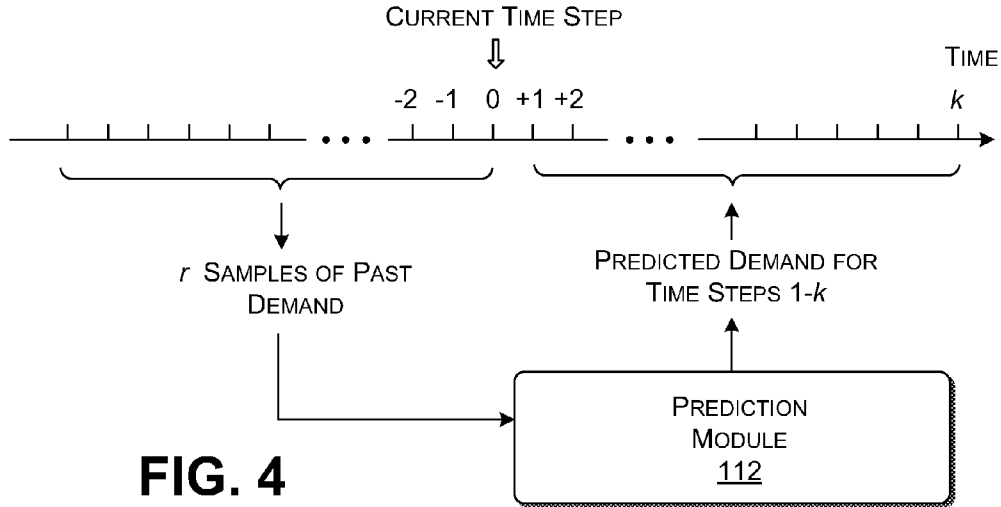 CURRENT TIME STEP
TIME
-2 -1 0 +1 +2 k
r SAMPLES OF PAST
DEMAND
PREDICTED DEMAND FOR
TIME STEPS 1-k
PREDICTION
MODULE
112
FIG. 4